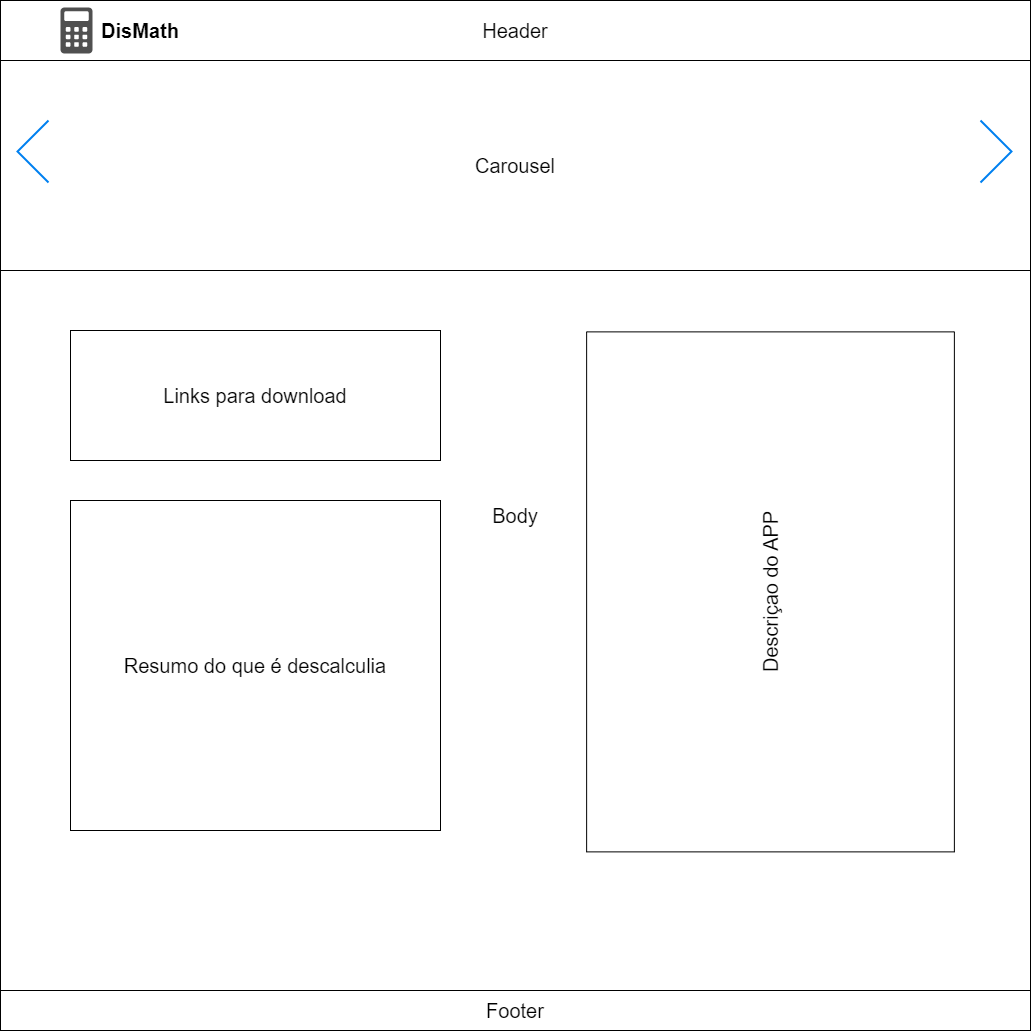 DisMath
Header
Carousel
Links para download
Body
Descriçao do APP
Resumo do que é descalculia
Footer